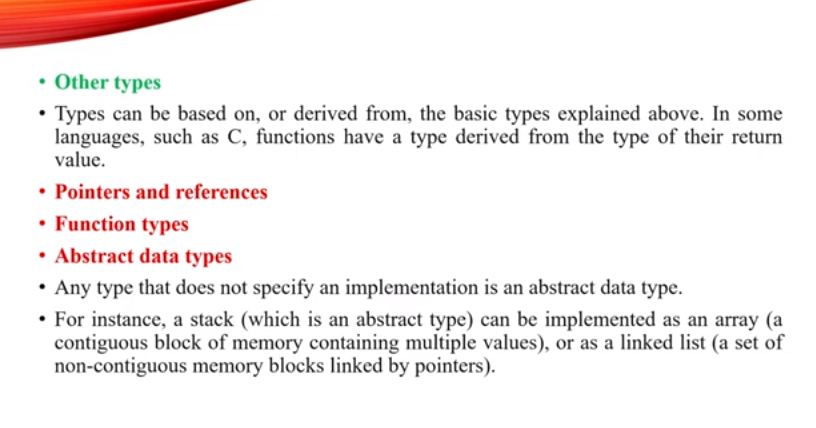 • Other types
• Types can be based on, or derived from, the basic types explained above. In some
languages, such as C, functions have a type derived from the type of their return
value.
• Pointers and references
• Function types
• Abstract data types
• Any type that does not specify an implementation is an abstract data type.
• For instance, a stack (which is an abstract type) can be implemented as an array (a
contiguous block of memory containing multiple values), or as a linked list (a set of
non-contiguous memory blocks linked by pointers).